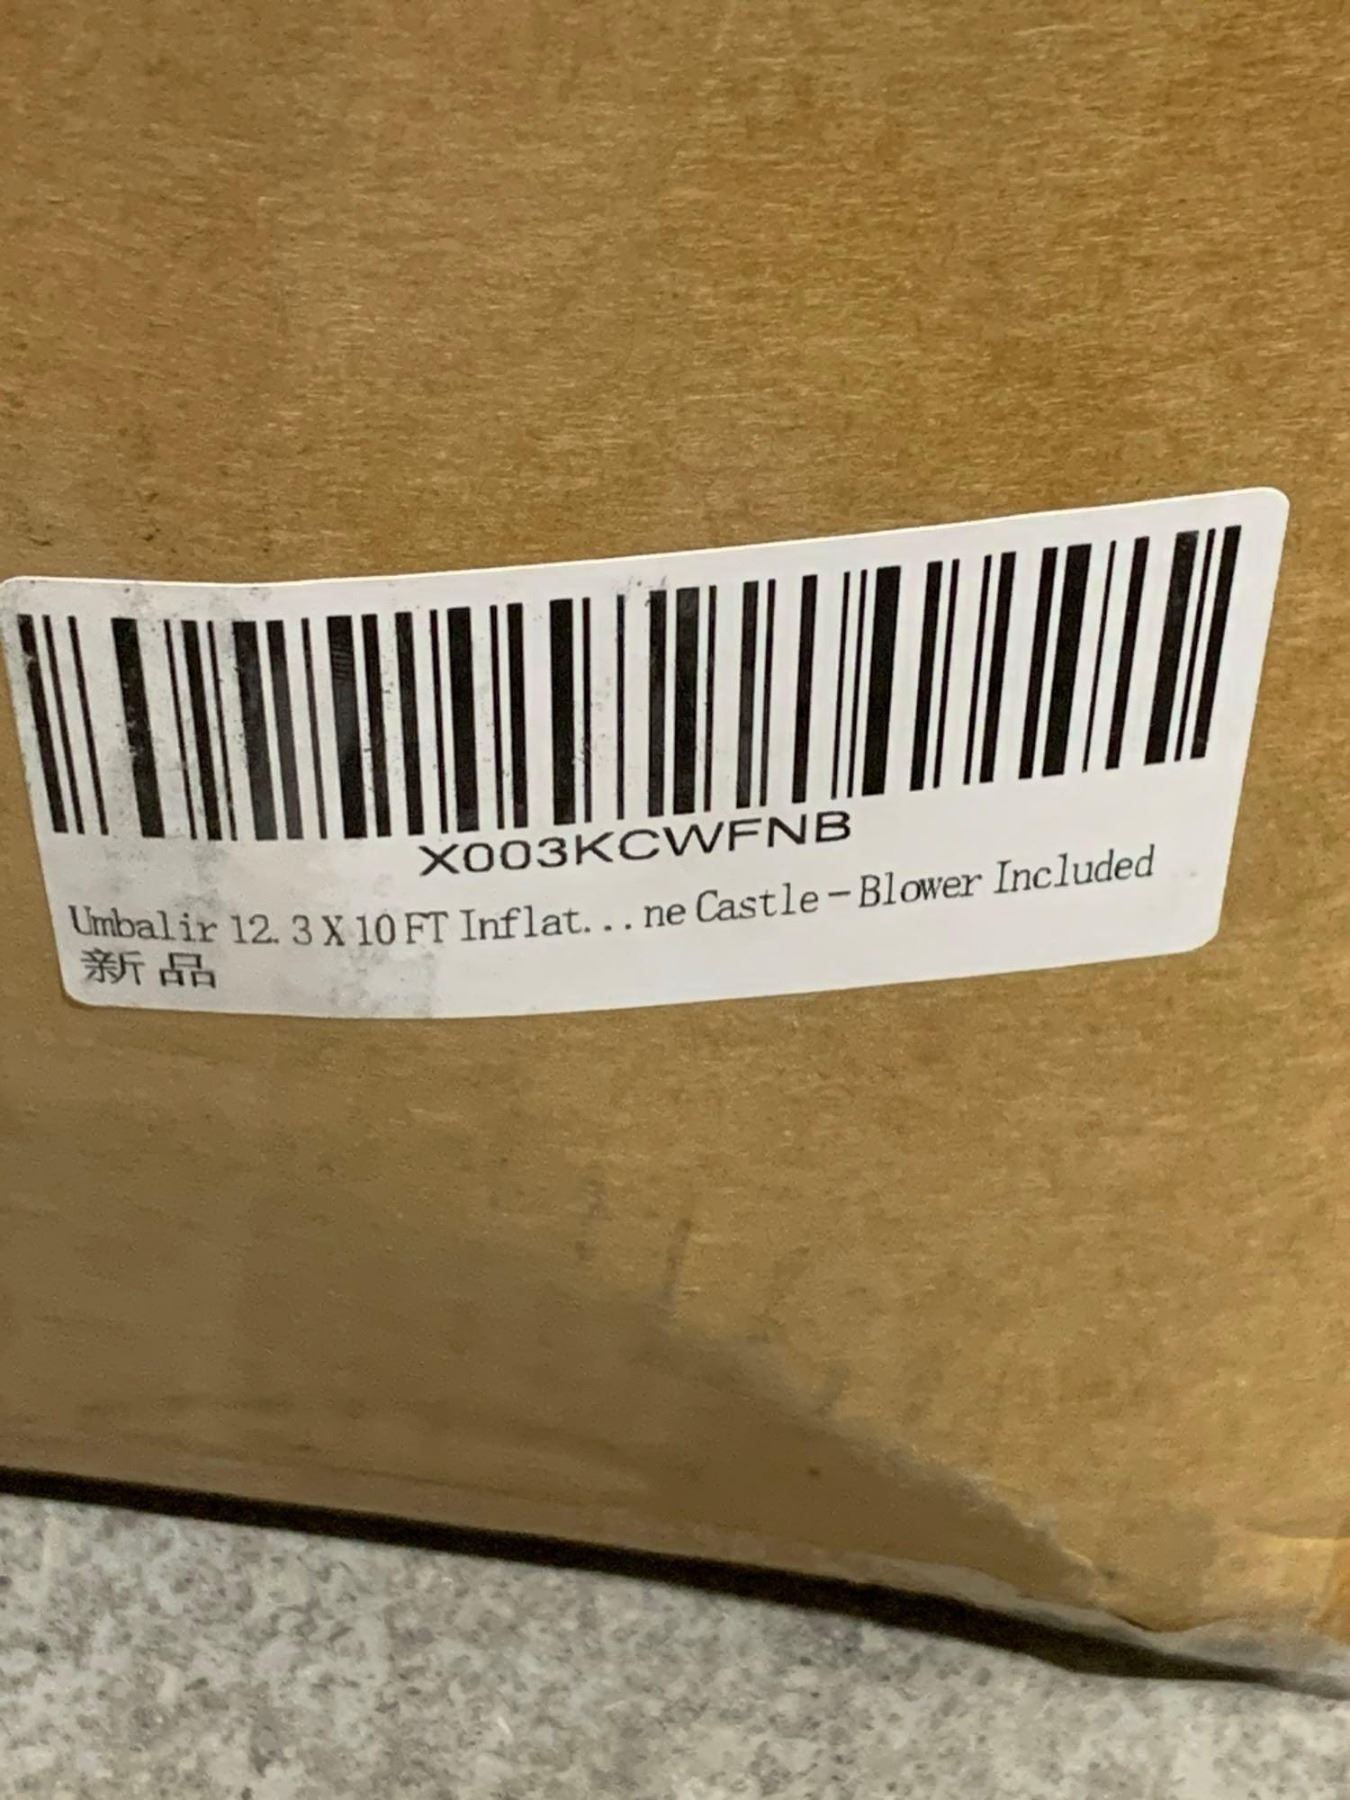 X003KCWFNB
Umbalir 12.3 X 10 FT Inflat...ne Castle-Blower Included
新品